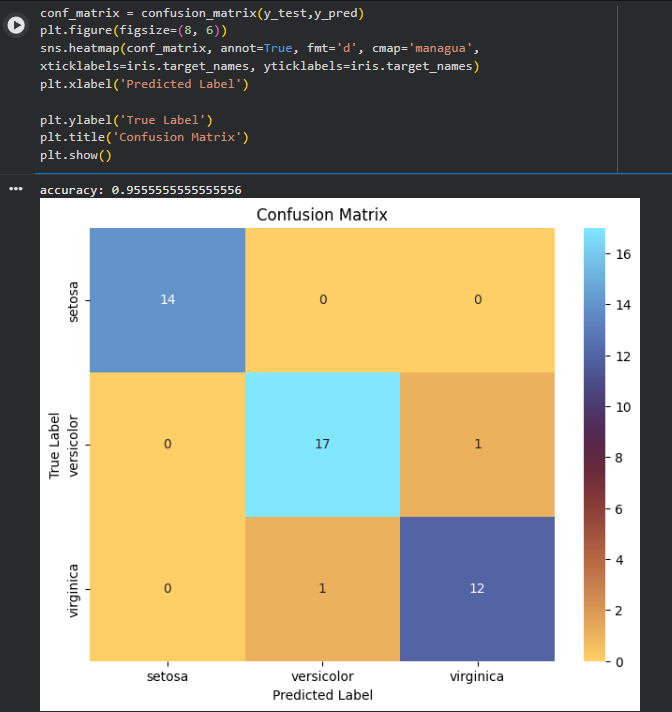 conf_matrix = confusion_matrix(y_test,y_pred)
plt.figure(figsize=(8, 6))
sns.heatmap(conf_matrix, annot=True, fmt='d', cmap='managua',
xticklabels=iris.target_names, yticklabels=iris.target_names)
plt.xlabel('Predicted Label')
plt.ylabel('True Label')
plt.title('Confusion Matrix')
plt.show()
accuracy: 0.9555555555555556
Confusion Matrix
setosa
14
0
0
versicolor
0
17
1
virginica
0
1
12
True Label
setosa
versicolor
virginica
Predicted Label
16
14
12
10
8
6
4
2
0